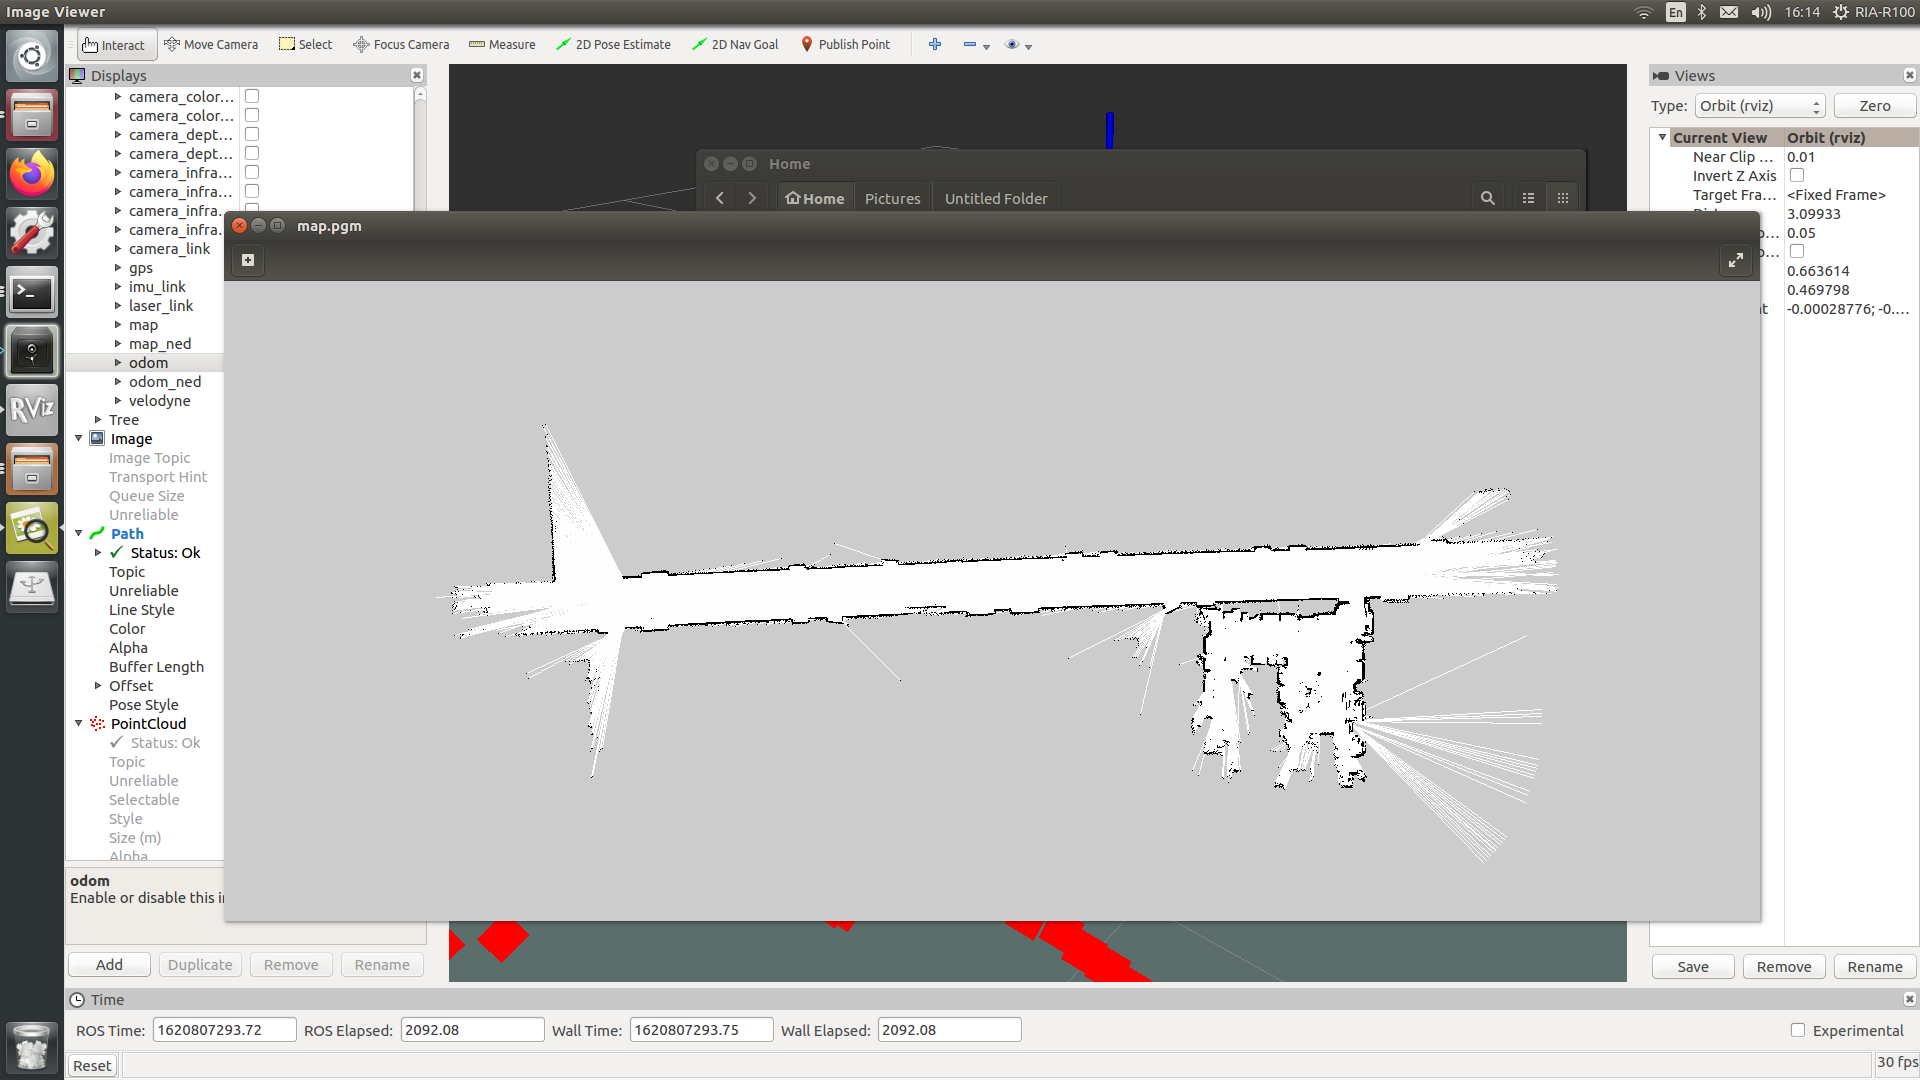 Image Viewer
En
16:14
RIA-R100
Interact
Move Camera
Select
Focus Camera
Measure
2D Pose Estimate
2D Nav Goal
Publish Point
Displays
camera_color...
camera_color...
camera_dept...
camera_dept...
camera_infra...
camera_infra...
camera_infra...
camera_infra...
camera_link
gps
imu_link
laser_link
map
map_ned
odom
odom_ned
velodyne
Tree
Image
Image Topic
Transport Hint
Queue Size
Unreliable
Path
Status: Ok
Topic
Unreliable
Line Style
Color
Alpha
Buffer Length
Offset
Pose Style
PointCloud
Status: Ok
Topic
Unreliable
Selectable
Style
Size (m)
Alpha
odom
Enable or disable this i
Add
Duplicate
Remove
Rename
Home
Home
Pictures
Untitled Folder
map.pgm
RViz
Views
Type:
Orbit (rviz)
Zero
Current View
Orbit (rviz)
Near Clip ...
0.01
Invert Z Axis
Target Fra...
<Fixed Frame>
3.09933
0.05
0.663614
0.469798
-0.00028776; -0....
Save
Remove
Rename
Time
ROS Time:
1620807293.72
ROS Elapsed:
2092.08
Wall Time:
1620807293.75
Wall Elapsed:
2092.08
Experimental
Reset
30 fps